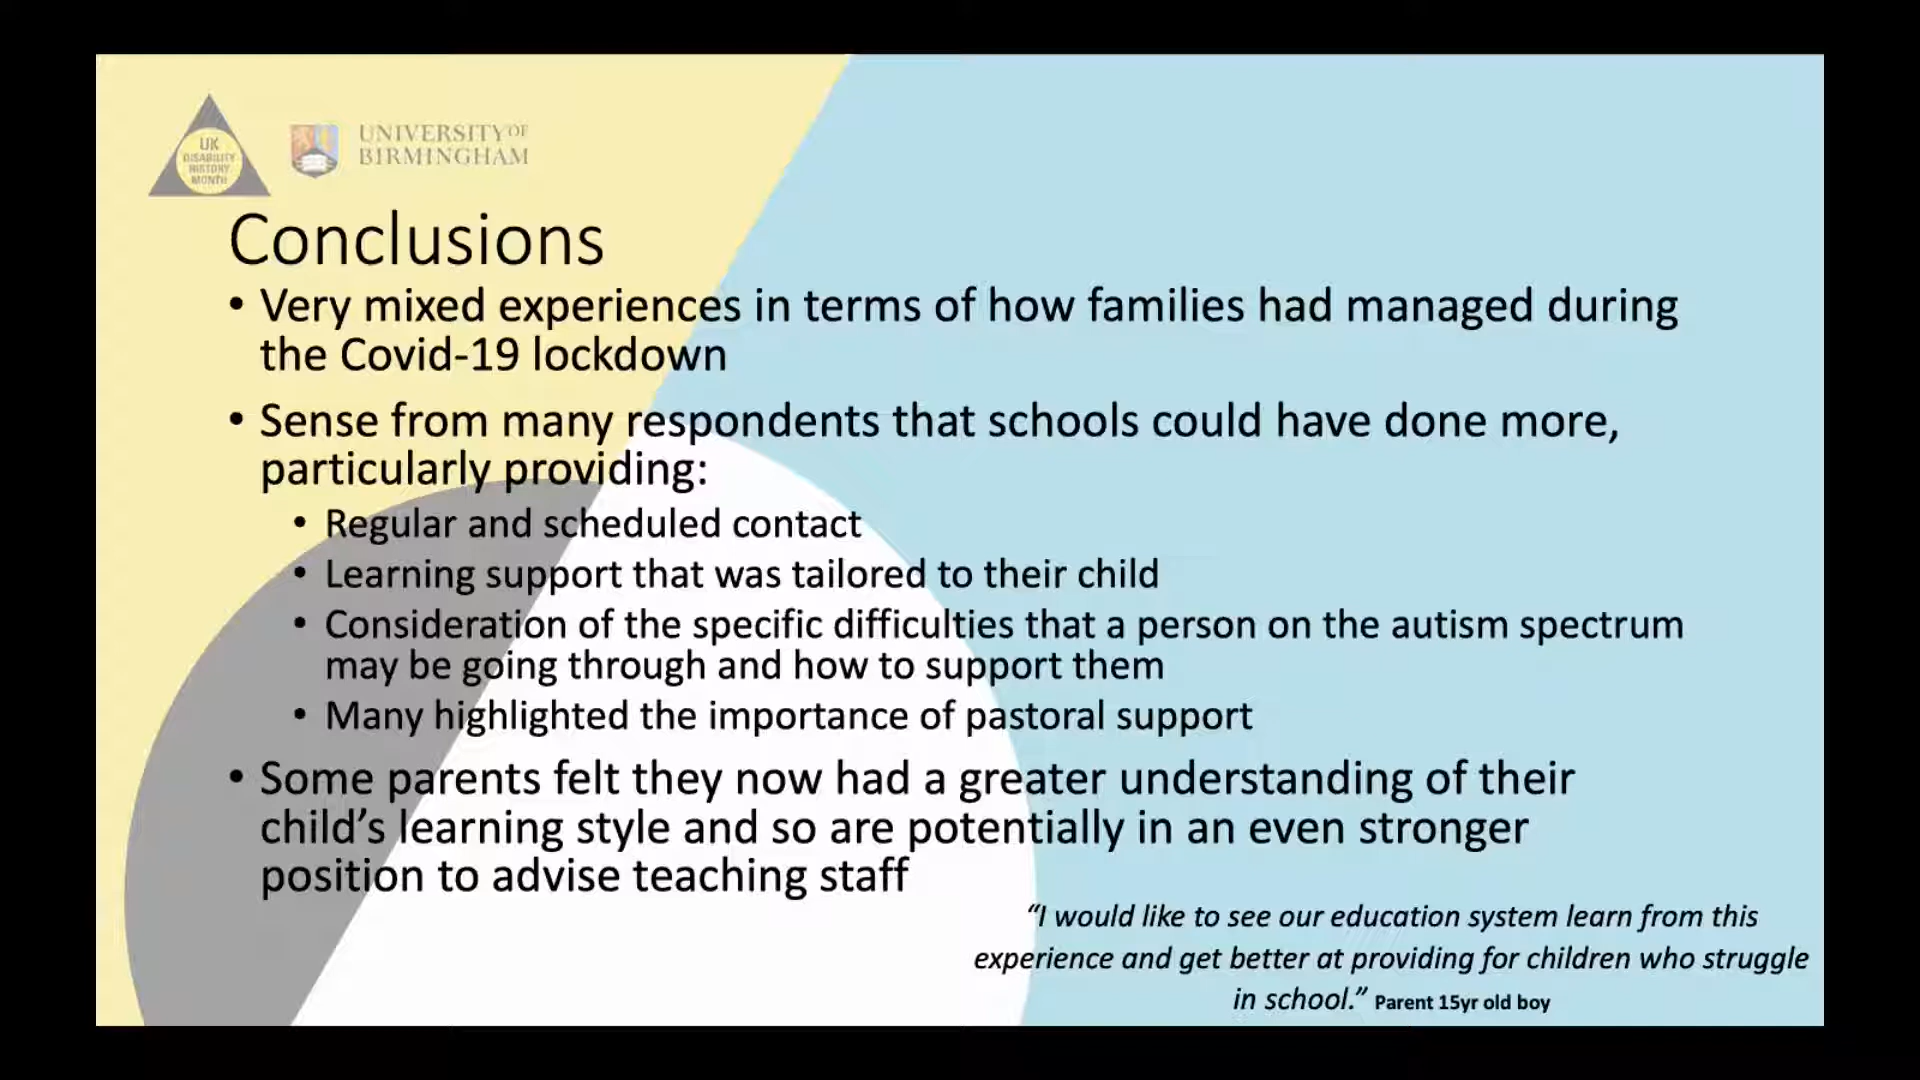 UK
DISABILITY
HISTORY
MONTH
UNIVERSITY OF
BIRMINGHAM
Conclusions
• Very mixed experiences in terms of how families had managed during
the Covid-19 lockdown
• Sense from many respondents that schools could have done more,
particularly providing:
• Regular and scheduled contact
• Learning support that was tailored to their child
• Consideration of the specific difficulties that a person on the autism spectrum
may be going through and how to support them
• Many highlighted the importance of pastoral support
• Some parents felt they now had a greater understanding of their
child’s learning style and so are potentially in an even stronger
position to advise teaching staff
“I would like to see our education system learn from this
experience and get better at providing for children who struggle
in school.” Parent 15yr old boy